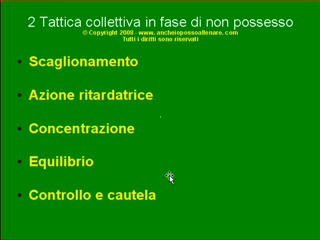 2 Tattica collettiva in fase di non possesso
© Copyright 2008 - www. ancheiopossoallenare. com
Tutti i diritti sono riservati
• Scaglionamento
• Azione ritardatrice
• Concentrazione
• Equilibrio
• Controllo e cautela